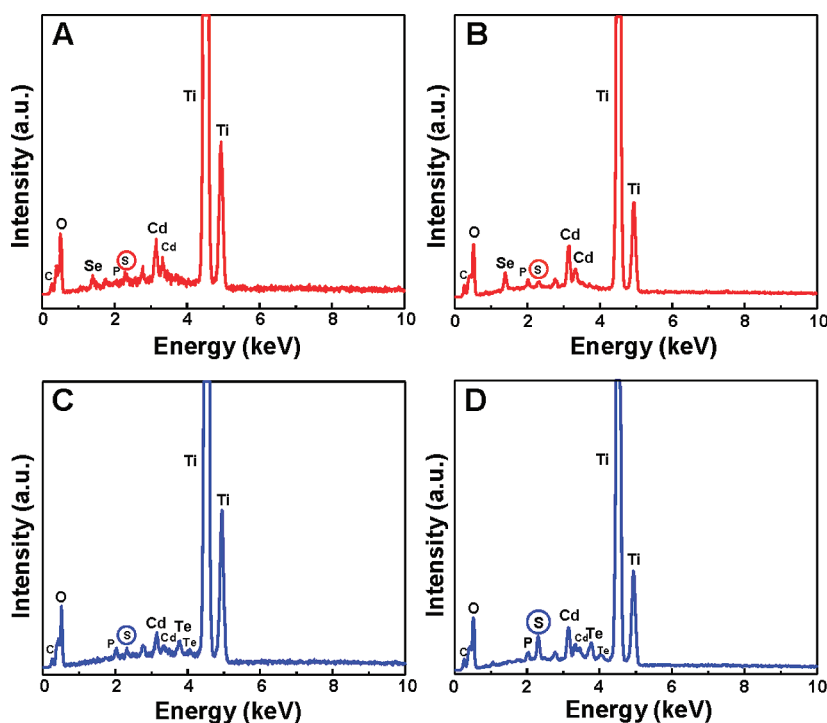 A
B
Intensity (a.u.)
Ti
Ti
O
C
Se
P
S
Cd
Cd
0 2 4 6 8 10
Energy (keV)
Intensity (a.u.)
Ti
Ti
O
C
Se
P
S
Cd
Cd
0 2 4 6 8 10
Energy (keV)
C
D
Intensity (a.u.)
Ti
Ti
O
C
P
S
Cd
Cd
Te
Te
0 2 4 6 8 10
Energy (keV)
Intensity (a.u.)
Ti
Ti
O
C
P
S
Cd
Cd
Te
Te
0 2 4 6 8 10
Energy (keV)